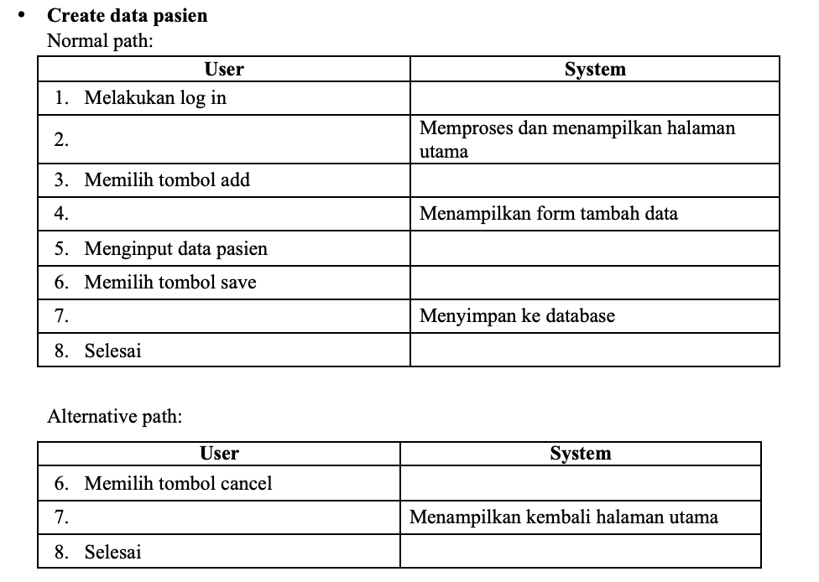 • Create data pasien
Normal path:
User System
1. Melakukan log in
2. Memproses dan menampilkan halaman
utama
3. Memilih tombol add
4. Menampilkan form tambah data
5. Menginput data pasien
6. Memilih tombol save
7. Menyimpan ke database
8. Selesai
Alternative path:
User System
6. Memilih tombol cancel
7. Menampilkan kembali halaman utama
8. Selesai